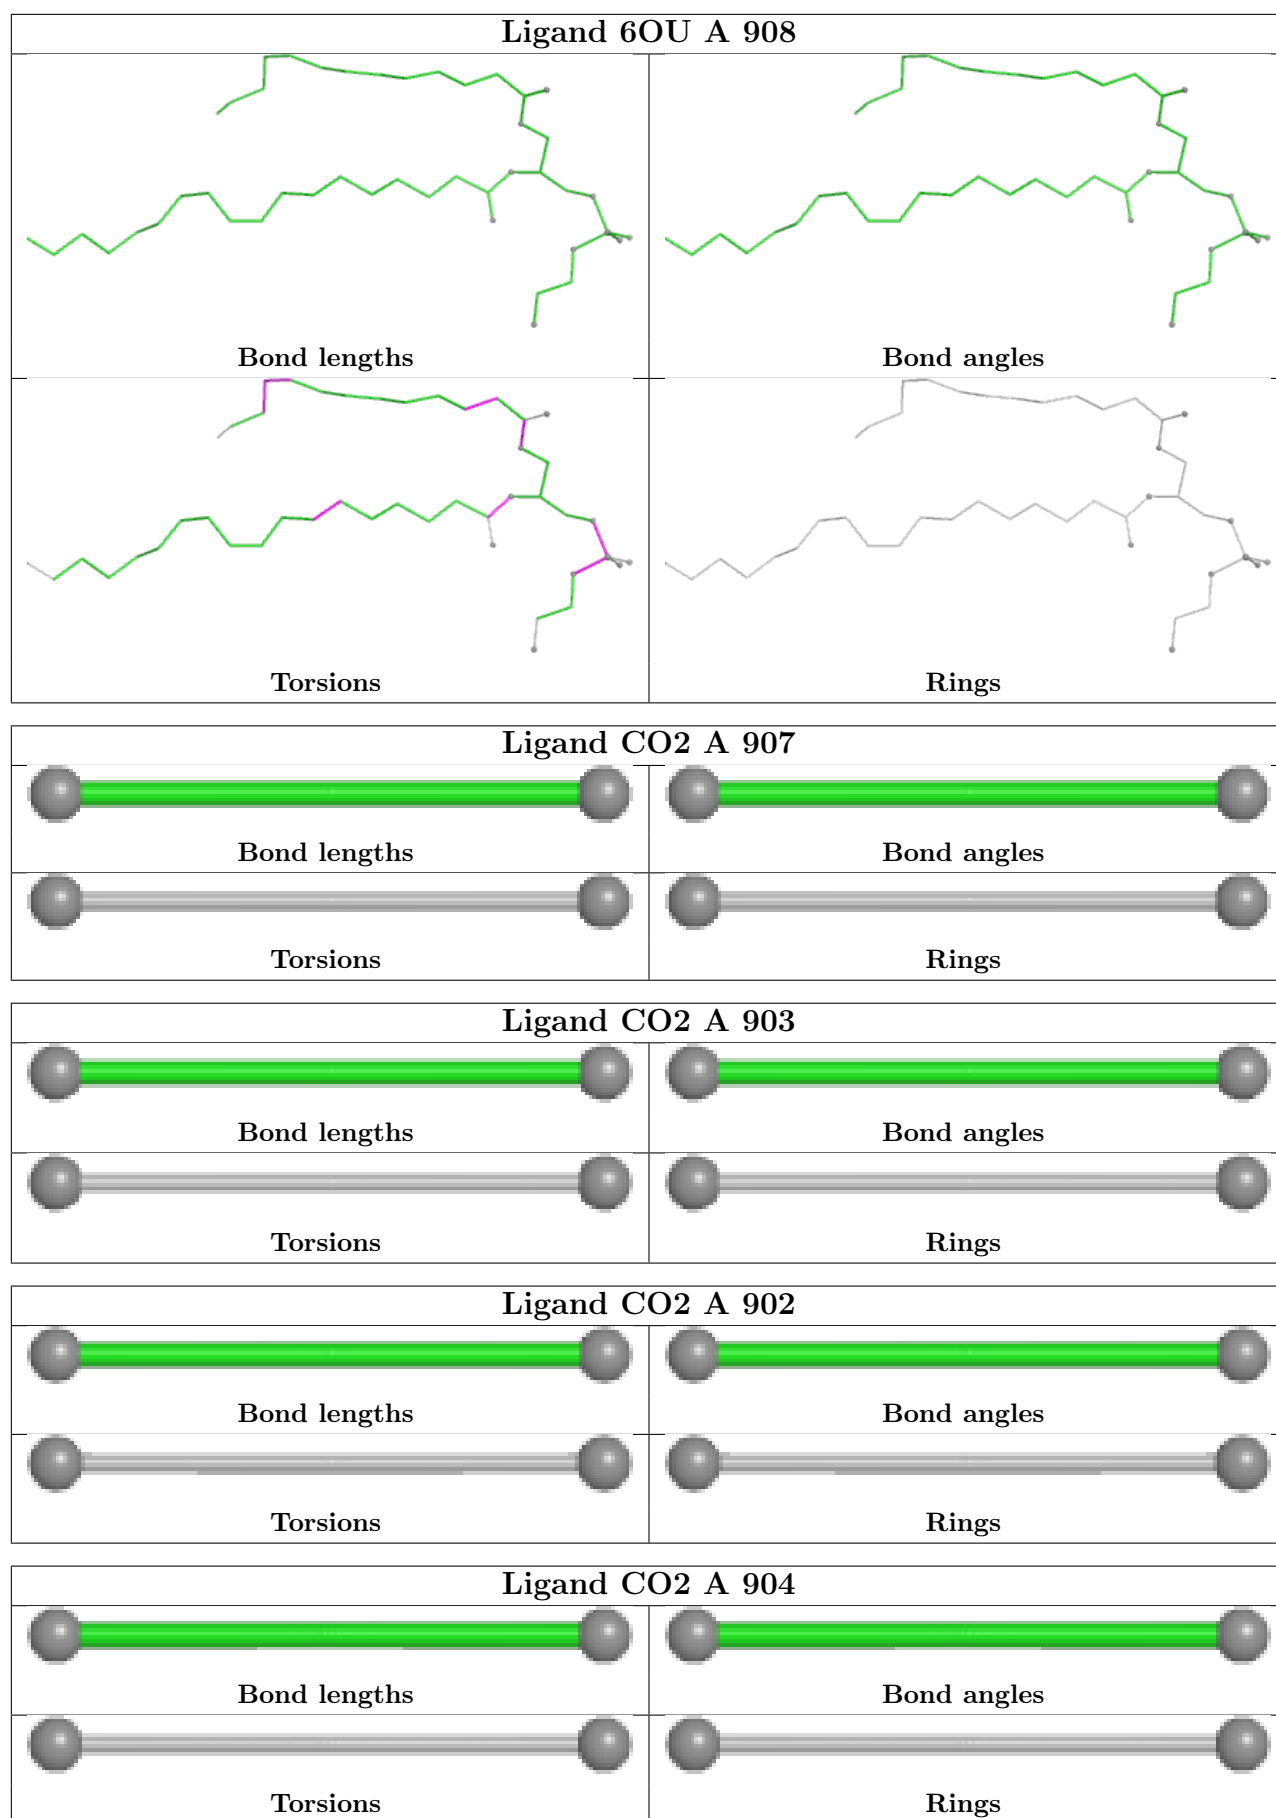 Ligand 6OU A 908
Bond lengths
Bond angles
Torsions
Rings
Ligand CO2 A 907
Bond lengths
Bond angles
Torsions
Rings
Ligand CO2 A 903
Bond lengths
Bond angles
Torsions
Rings
Ligand CO2 A 902
Bond lengths
Bond angles
Torsions
Rings
Ligand CO2 A 904
Bond lengths
Bond angles
Torsions
Rings